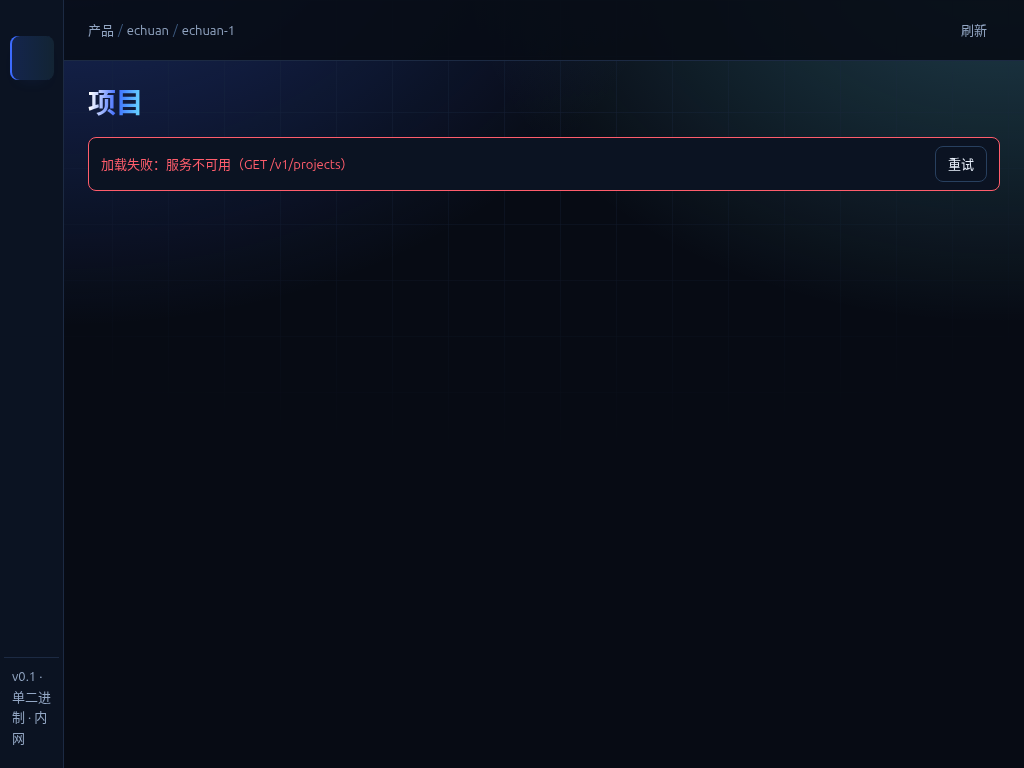 产品 / echuan / echuan-1
刷新
项目
加载失败：服务不可用（GET /v1/projects）
重试
v0.1 ·
单二进
制 · 内
网